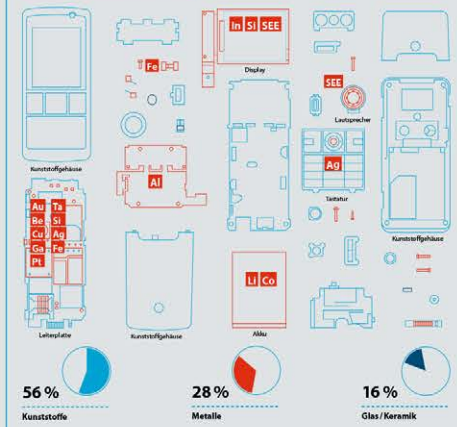 In Si SEE
Display
Fe
SEE
Lautsprecher
Kunststoffgehäuse
Al
Ag
Tastatur
Kunststoffgehäuse
Au Ta
Be Si
Cu Ag
Ga Fe
Pt
Leiterplatte
Kunststoffgehäuse
Li Co
Akku
56 %
Kunststoffe
28 %
Metalle
16 %
Glas/Keramik